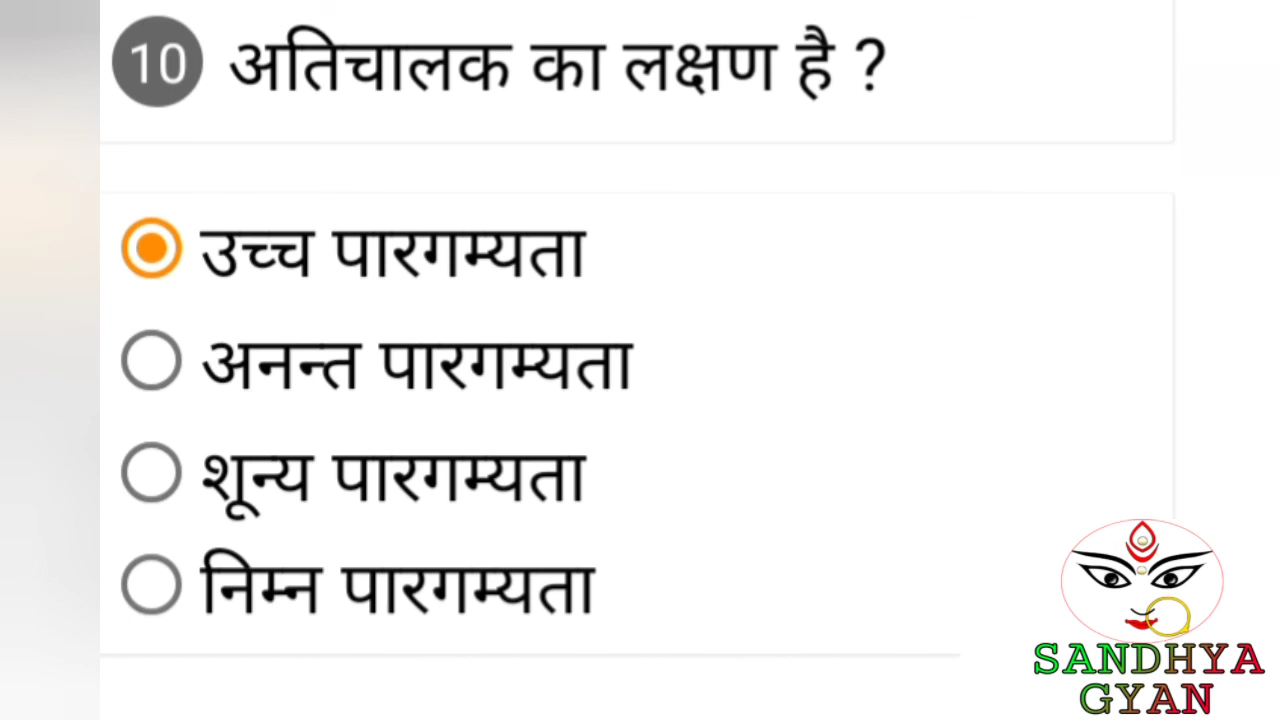 10 अतिचालक का लक्षण है ?
उच्च पारगम्यता
अनन्त पारगम्यता
शून्य पारगम्यता
निम्न पारगम्यता
SANDHYA
GYAN